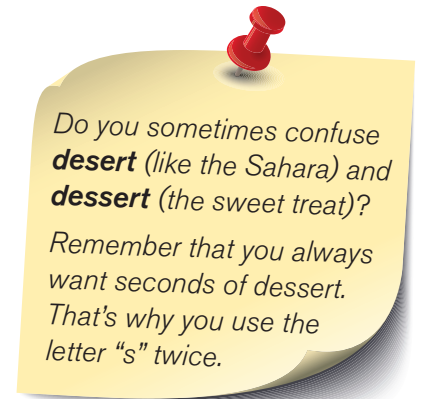 Do you sometimes confuse
desert (like the Sahara) and
dessert (the sweet treat)?
Remember that you always
want seconds of dessert.
That’s why you use the
letter “s” twice.